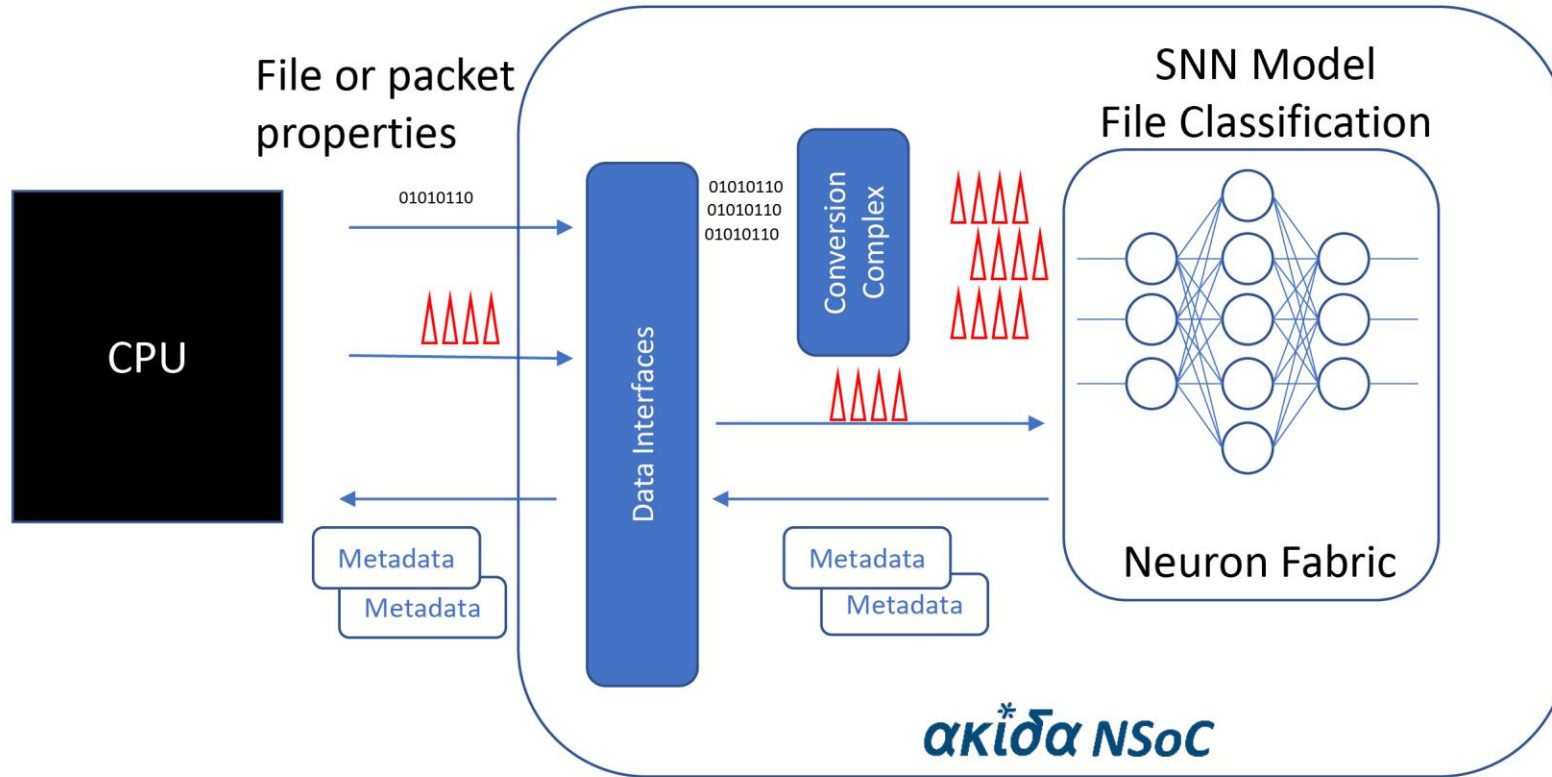 File or packet
properties
SNN Model
File Classification
CPU
01010110
Data Interfaces
01010110
01010110
01010110
Conversion
Complex
Metadata
Metadata
Metadata
Metadata
Neuron Fabric
ακίδα NSoC